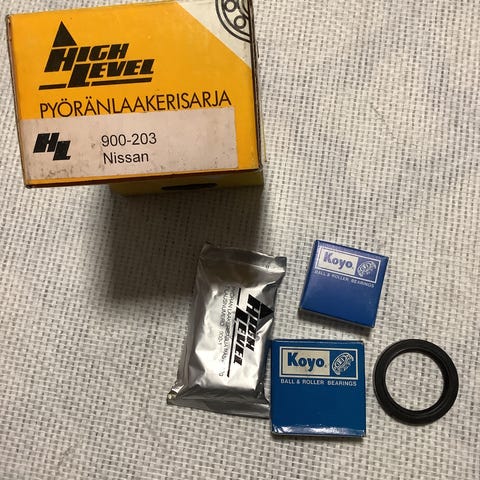 HIGH
LEVEL
PYÖRÄNLAAKERISARJA
HL
900-203
Nissan
Koyo
BALL & ROLLER BEARINGS
HIGH
LEVEL
Koyo
BALL & ROLLER BEARINGS